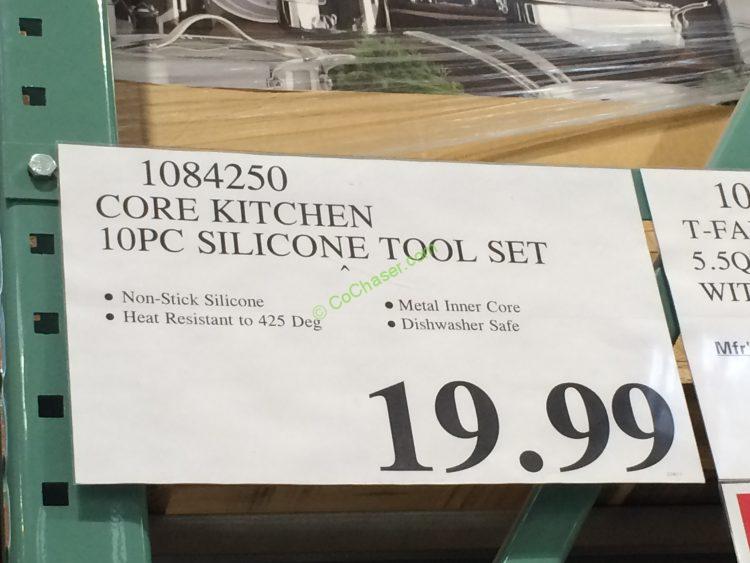 1084250
CORE KITCHEN
10PC SILICONE TOOL SET
^
• Non-Stick Silicone
• Heat Resistant to 425 Deg
• Metal Inner Core
• Dishwasher Safe
19.99
© CoChaser.com
10
T-FA
5.5Q
WIT
Mfr'